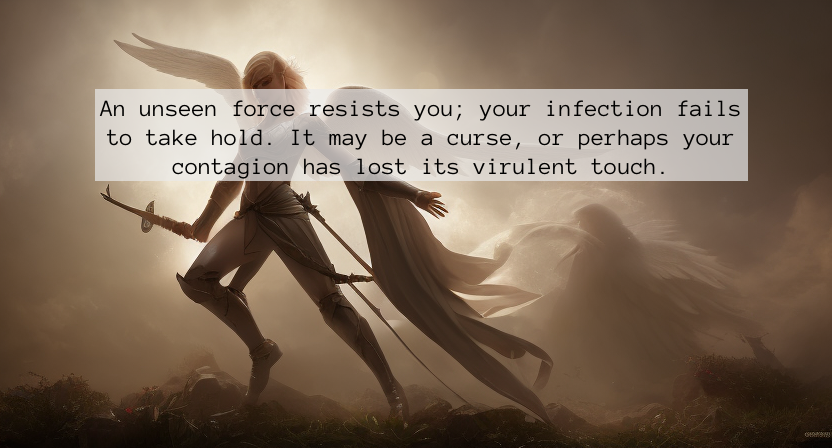 An unseen force resists you; your infection fails
to take hold. It may be a curse, or perhaps your
contagion has lost its virulent touch.